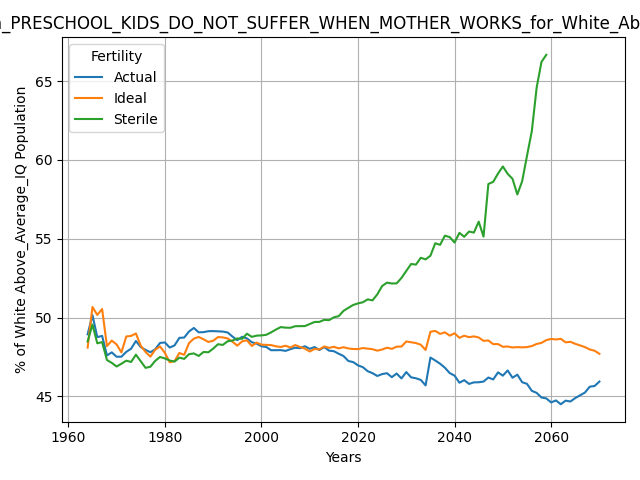 _PRESCHOOL_KIDS_DO_NOT_SUFFER_WHEN_MOTHER_WORKS_for_White_Ab
Fertility
Actual
Ideal
Sterile
% of White Above_Average_IQ Population
65
60
55
50
45
1960
1980
2000
2020
2040
2060
Years